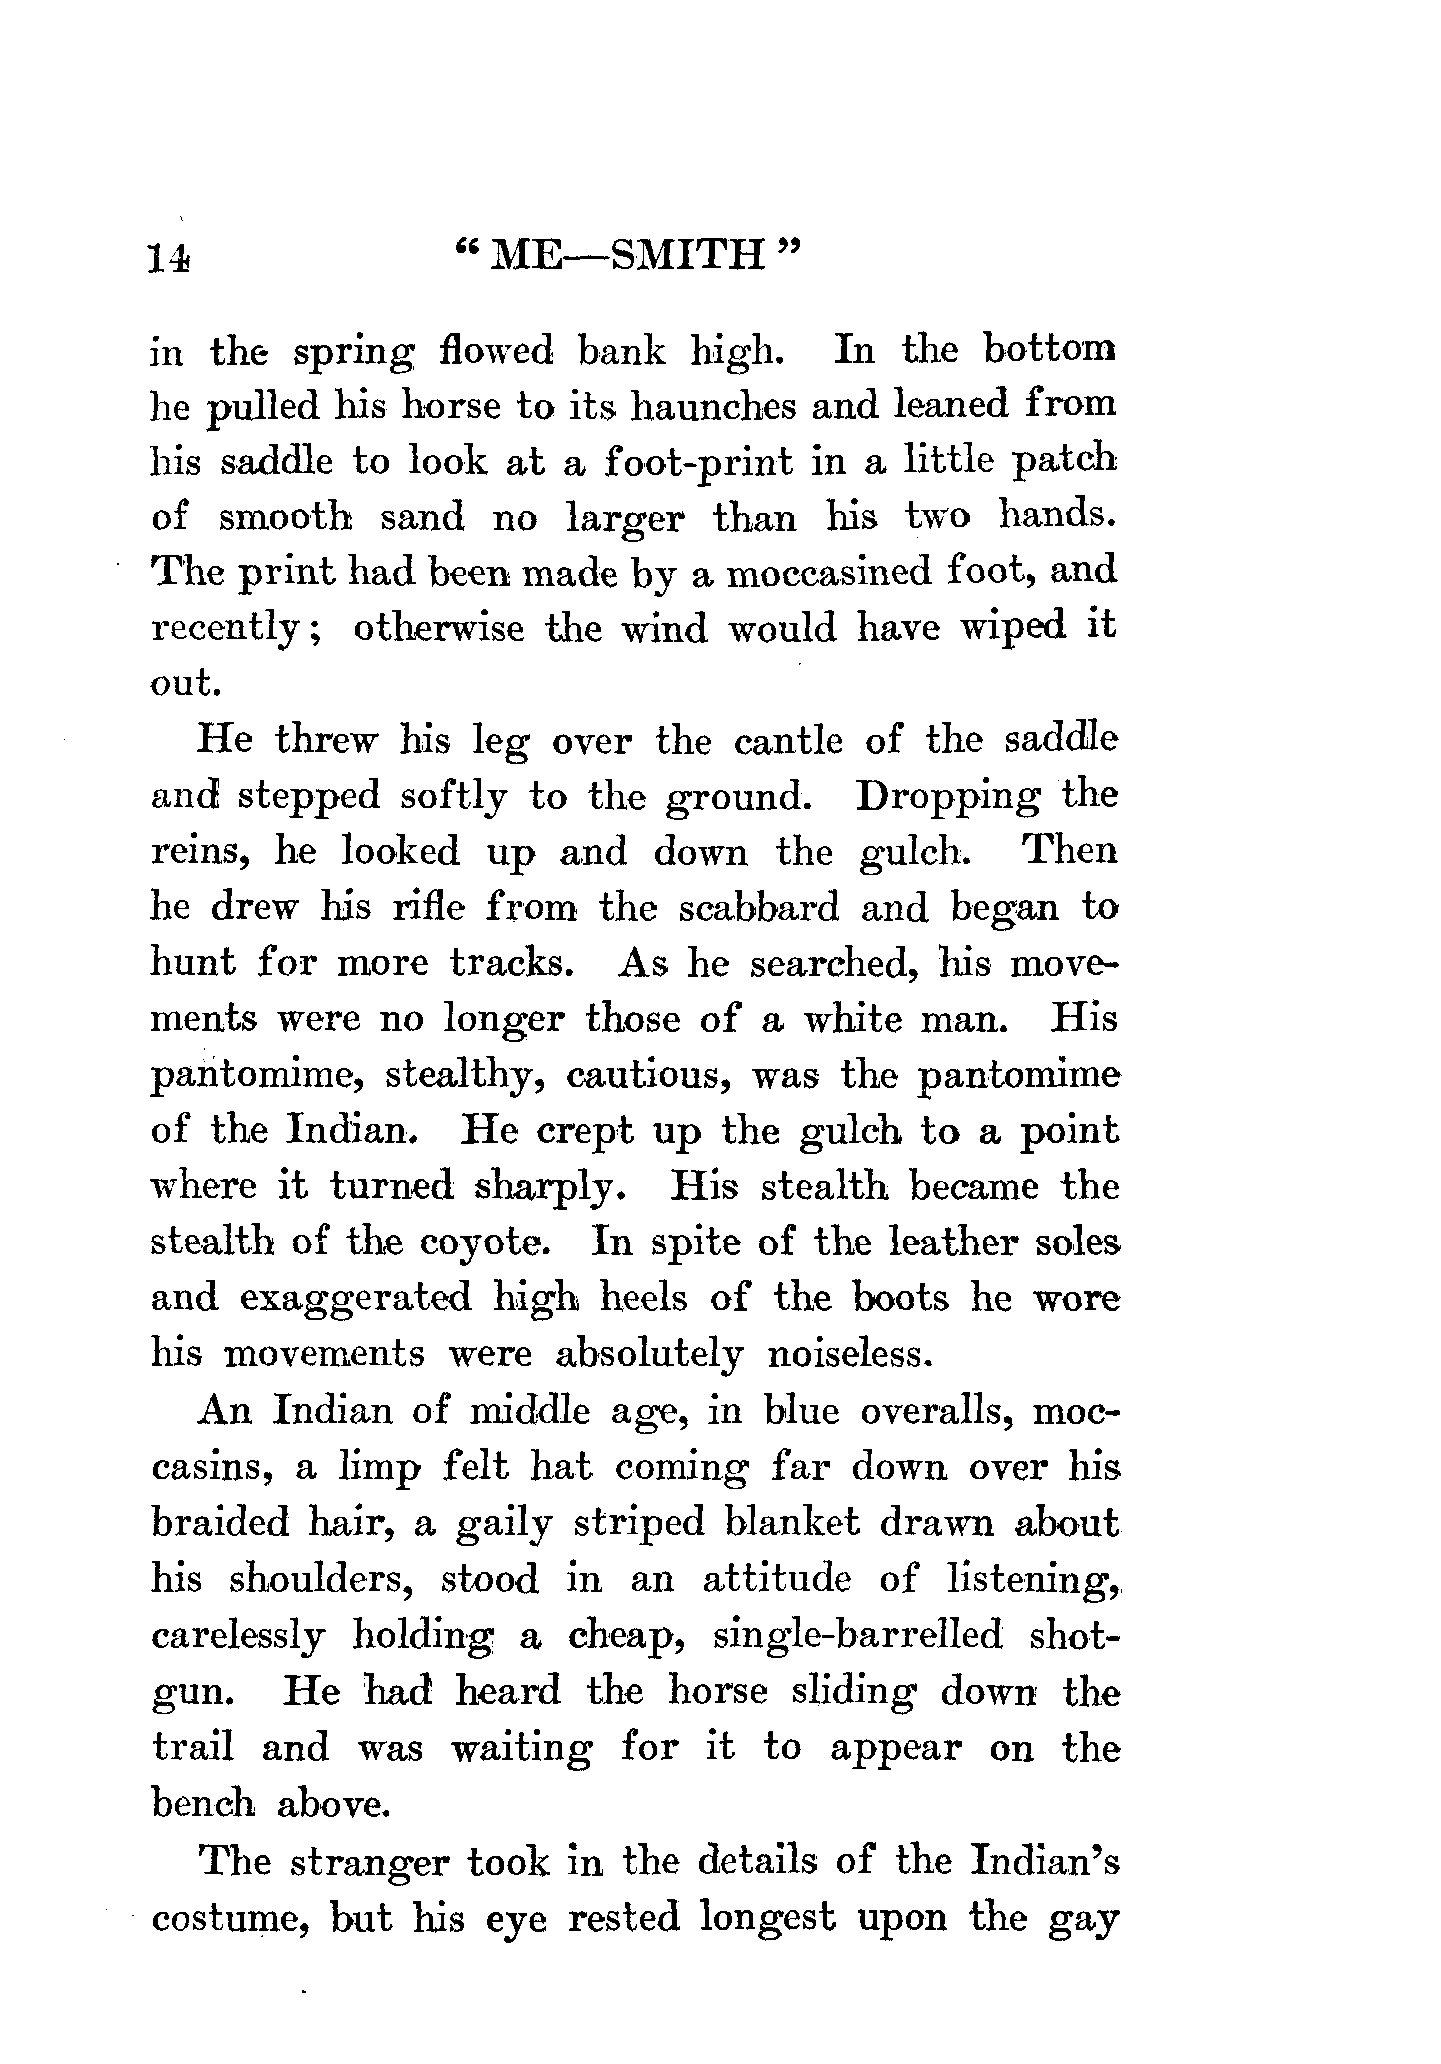 14 “ ME—SMITH ”
in the spring flowed bank high. In the bottom
he pulled his horse to its haunches and leaned from
his saddle to look at a foot-print in a little patch
of smooth sand no larger than his two hands.
The print had been made by a moccasined foot, and
recently; otherwise the wind would have wiped it
out.
He threw his leg over the cantle of the saddle
and stepped softly to the ground. Dropping the
reins, he looked up and down the gulch. Then
he drew his rifle from the scabbard and began to
hunt for more tracks. As he searched, his move-
ments were no longer those of a white man. His
pantomime, stealthy, cautious, was the pantomime
of the Indian. He crept up the gulch to a point
where it turned sharply. His stealth became the
stealth of the coyote. In spite of the leather soles
and exaggerated high heels of the boots he wore
his movements were absolutely noiseless.
An Indian of middle age, in blue overalls, moc-
casins, a limp felt hat coming far down over his
braided hair, a gaily striped blanket drawn about
his shoulders, stood in an attitude of listening,
carelessly holding a cheap, single-barrelled shot-
gun. He had heard the horse sliding down the
trail and was waiting for it to appear on the
bench above.
The stranger took in the details of the Indian’s
costume, but his eye rested longest upon the gay